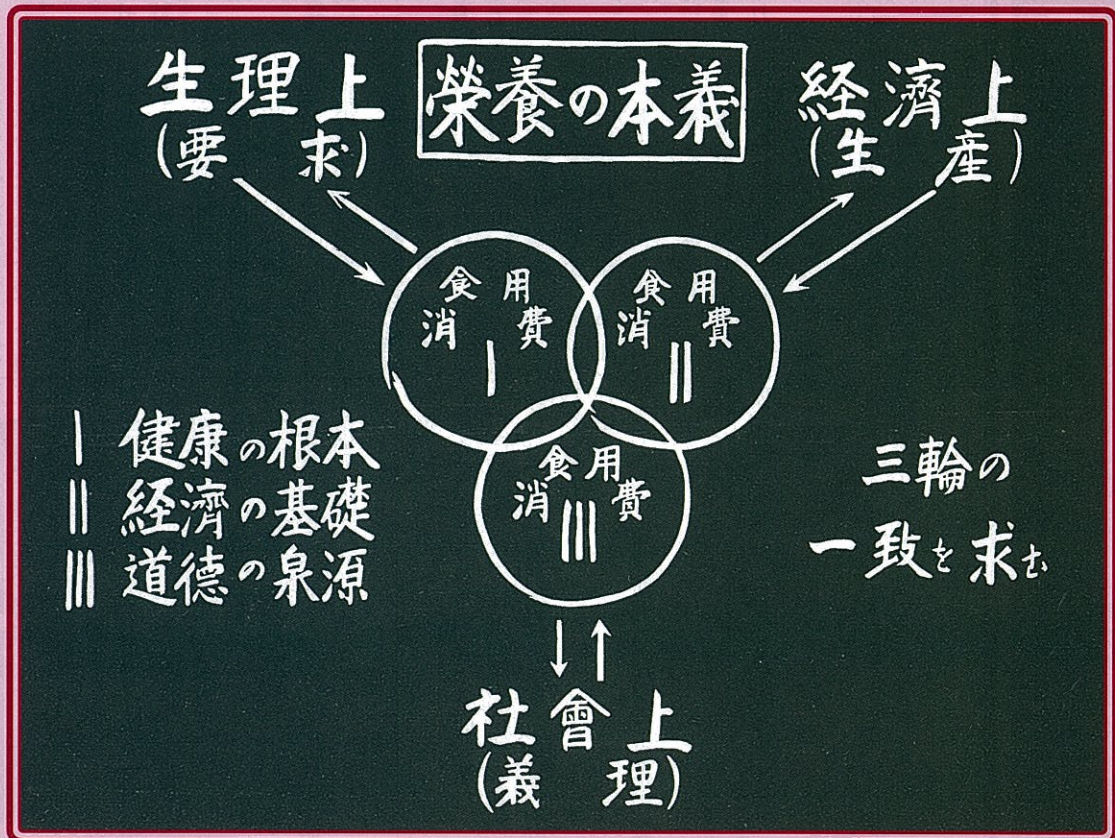 榮養の本義
生理上
(要求)
経濟上
(生産)
食用
消費
I
食用
消費
II
食用
消費
III
I 健康の根本
II 経濟の基礎
III 道德の泉源
三輪の
一致を求む
社會上
(義理)